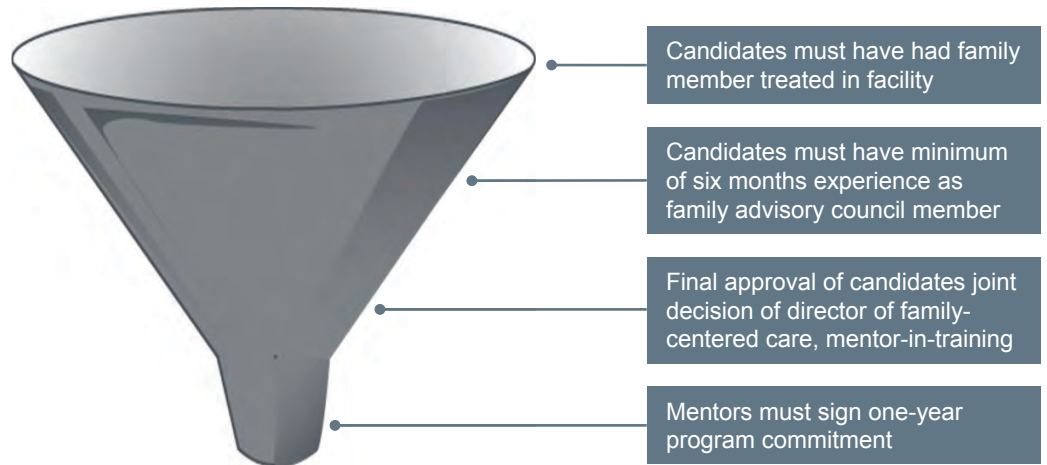 Candidates must have had family
member treated in facility
Candidates must have minimum
of six months experience as
family advisory council member
Final approval of candidates joint
decision of director of family-
centered care, mentor-in-training
Mentors must sign one-year
program commitment